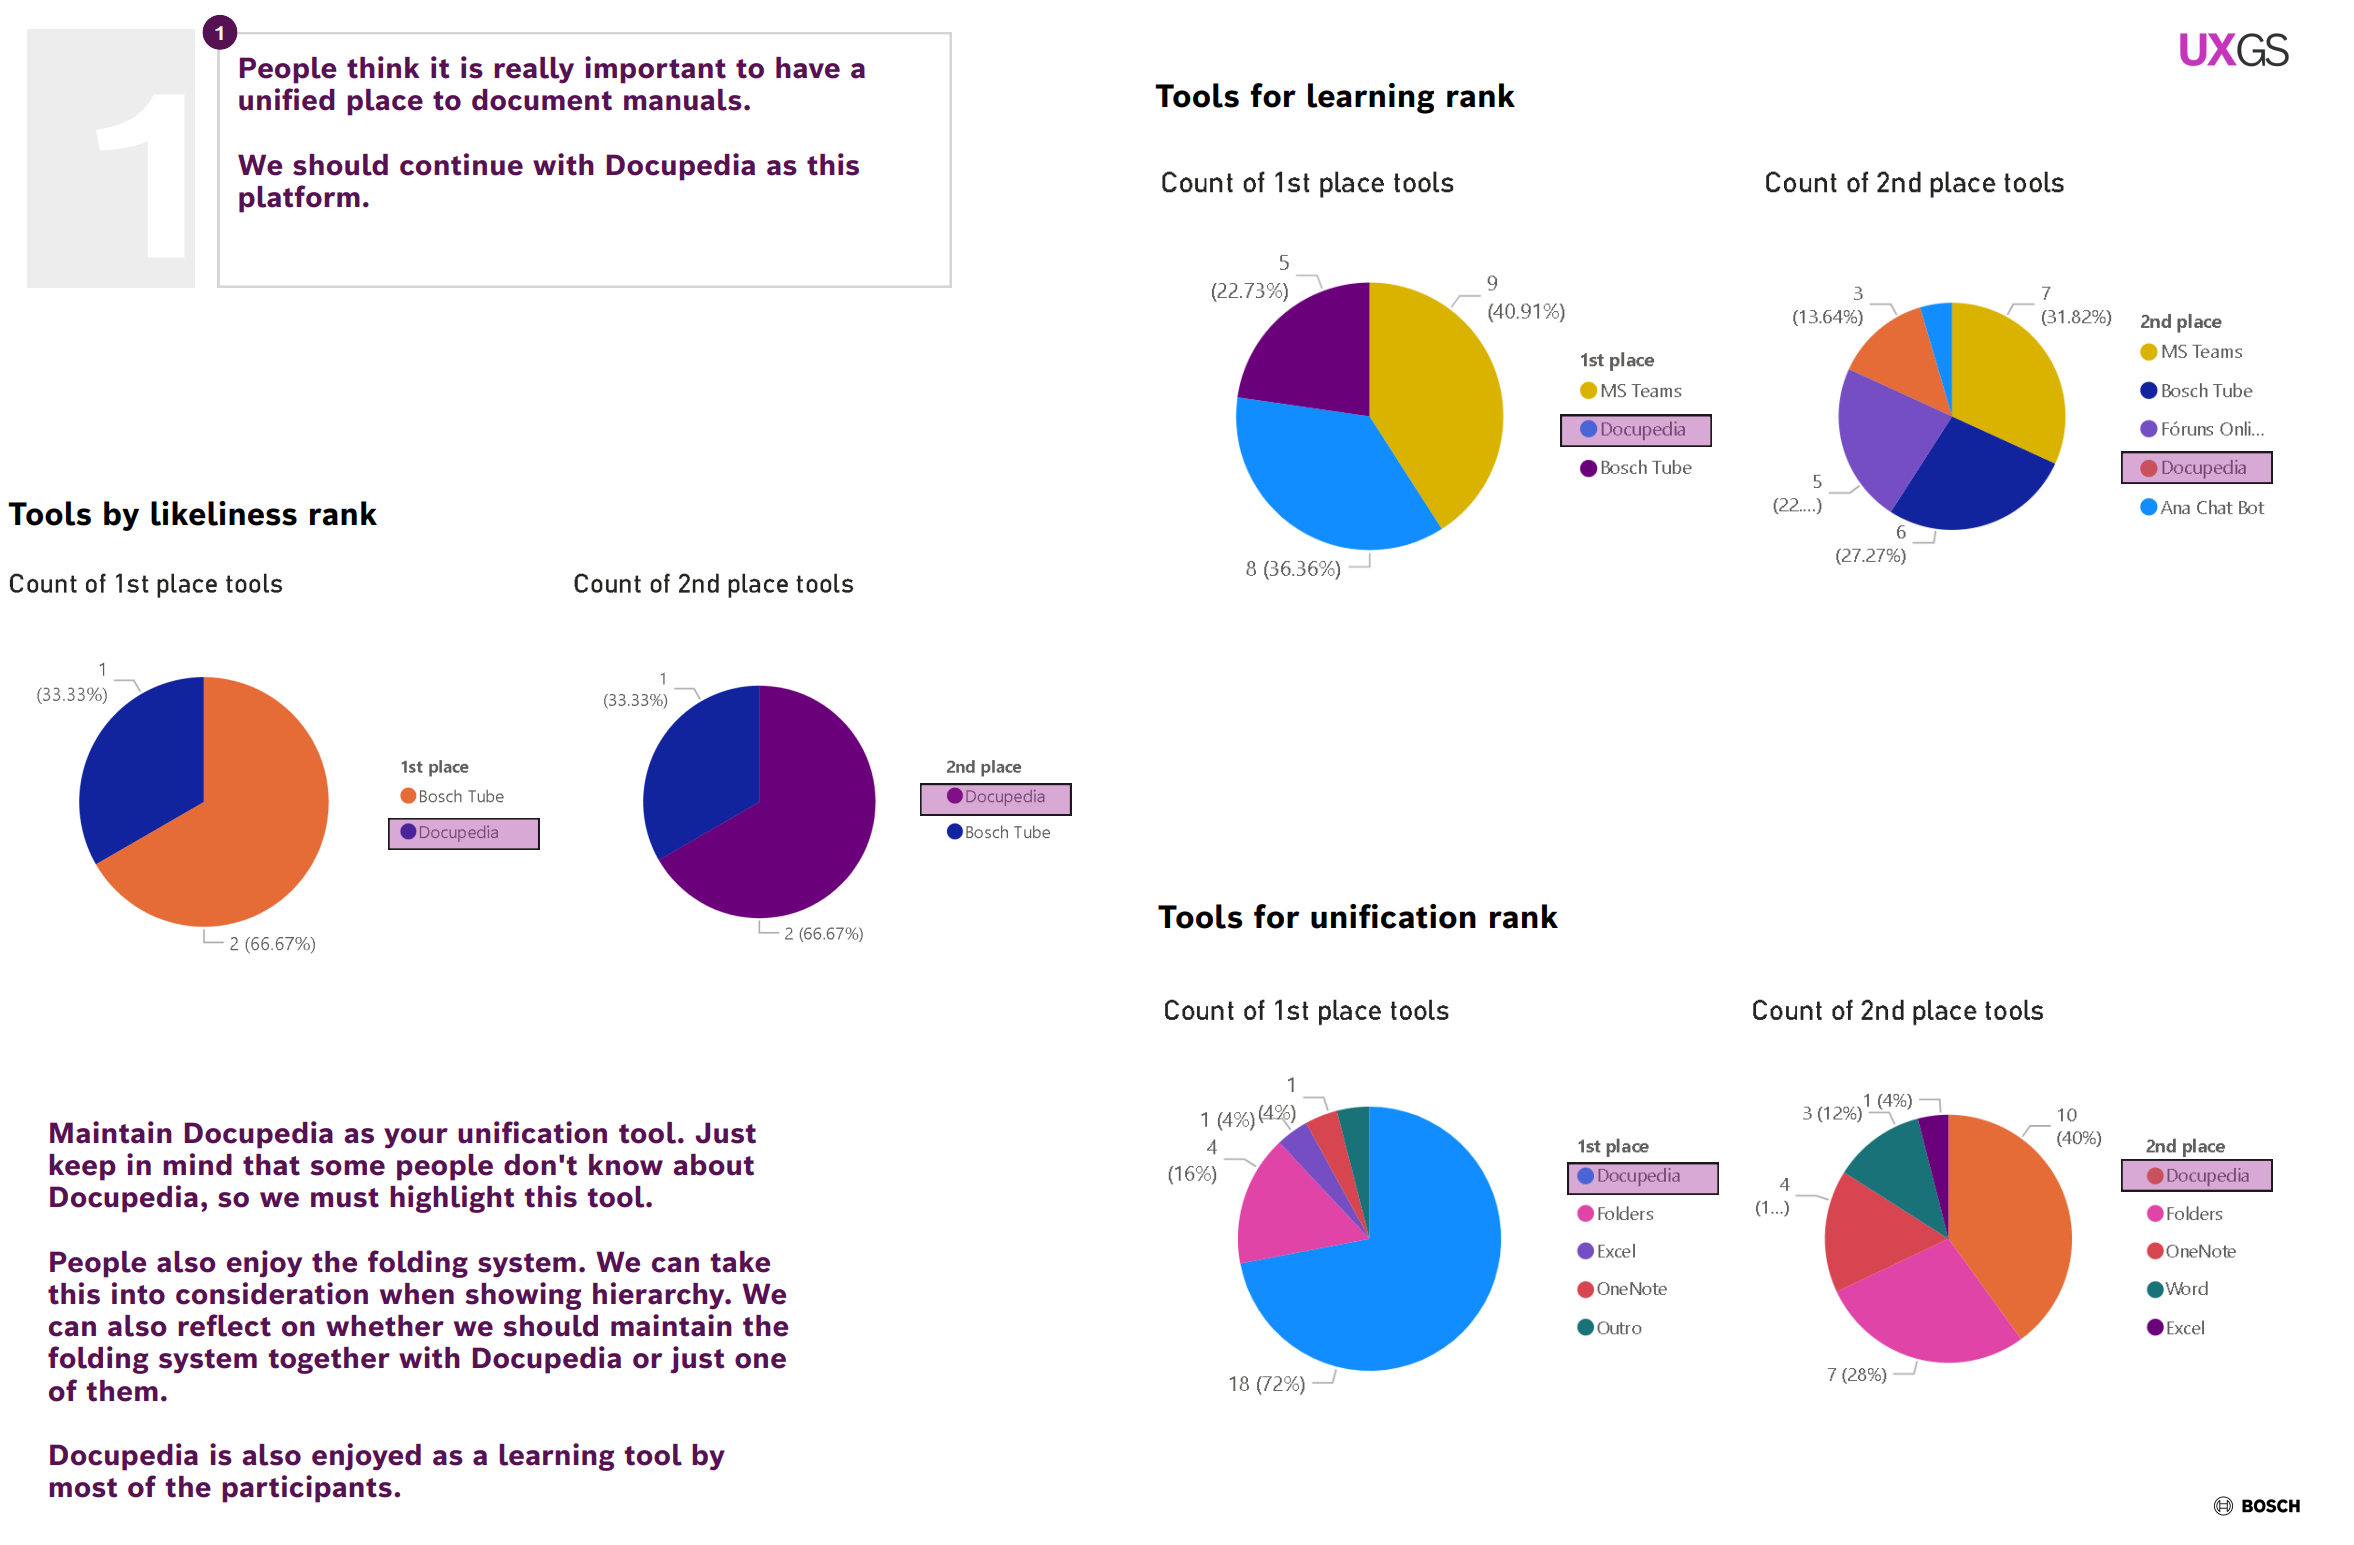 1
1
People think it is really important to have a
unified place to document manuals.
We should continue with Docupedia as this
platform.
UXGS
Tools for learning rank
Count of 1st place tools
5
(22.73%)
9
(40.91%)
8 (36.36%)
1st place
MS Teams
Docupedia
Bosch Tube
Count of 2nd place tools
3
(13.64%)
7
(31.82%)
5
(22....)
6
(27.27%)
2nd place
MS Teams
Bosch Tube
Fóruns Onli...
Docupedia
Ana Chat Bot
Tools by likeliness rank
Count of 1st place tools
1
(33.33%)
2 (66.67%)
1st place
Bosch Tube
Docupedia
Count of 2nd place tools
1
(33.33%)
2 (66.67%)
2nd place
Docupedia
Bosch Tube
Tools for unification rank
Count of 1st place tools
1
(4%)
1 (4%)
4
(16%)
18 (72%)
1st place
Docupedia
Folders
Excel
OneNote
Outro
Count of 2nd place tools
1 (4%)
3 (12%)
10
(40%)
4
(1...)
7 (28%)
2nd place
Docupedia
Folders
OneNote
Word
Excel
Maintain Docupedia as your unification tool. Just
keep in mind that some people don't know about
Docupedia, so we must highlight this tool.
People also enjoy the folding system. We can take
this into consideration when showing hierarchy. We
can also reflect on whether we should maintain the
folding system together with Docupedia or just one
of them.
Docupedia is also enjoyed as a learning tool by
most of the participants.
BOSCH